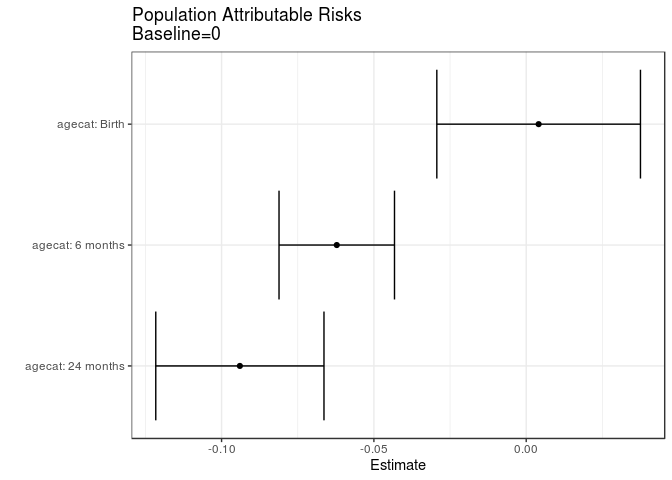 Population Attributable Risks
Baseline=0
agecat: Birth
agecat: 6 months
agecat: 24 months
-0.10 -0.05 0.00
Estimate